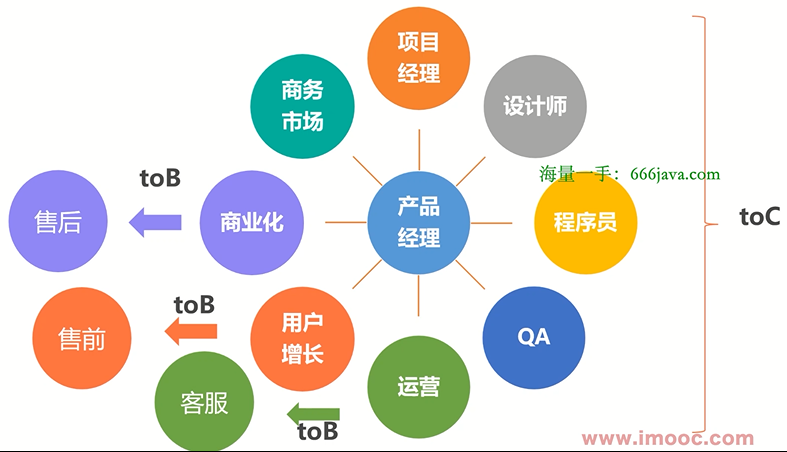 项目
经理
商务
市场
设计师
海量一手：666java.com
toB
售后
商业化
产品
经理
程序员
toC
toB
售前
用户
增长
QA
客服
运营
toB
www.imooc.com